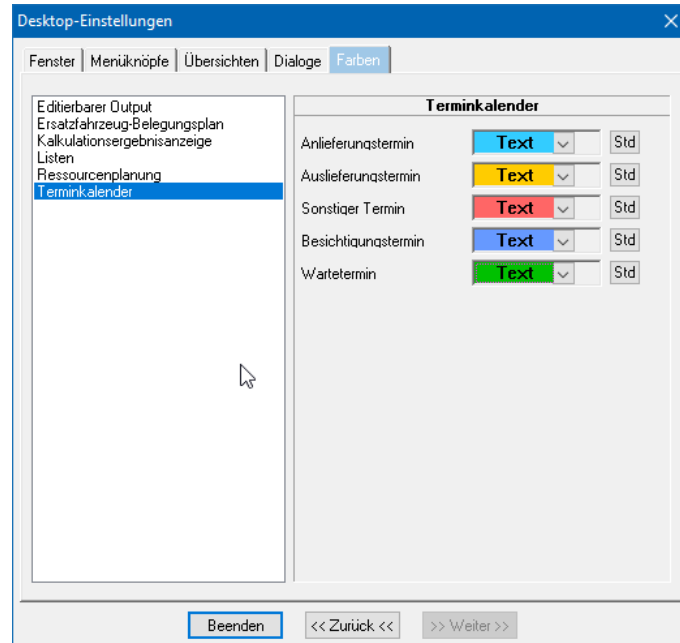 Desktop-Einstellungen
Fenster Menüknöpfe Übersichten Dialoge Farben
Editierbarer Output
Ersatzfahrzeug-Belegungsplan
Kalkulationsergebnisanzeige
Listen
Ressourcenplanung
Terminkalender
Terminkalender
Anlieferungstermin Text Std
Auslieferungstermin Text Std
Sonstiger Termin Text Std
Besichtigungstermin Text Std
Wartetermin Text Std
Beenden << Zurück << >> Weiter >>